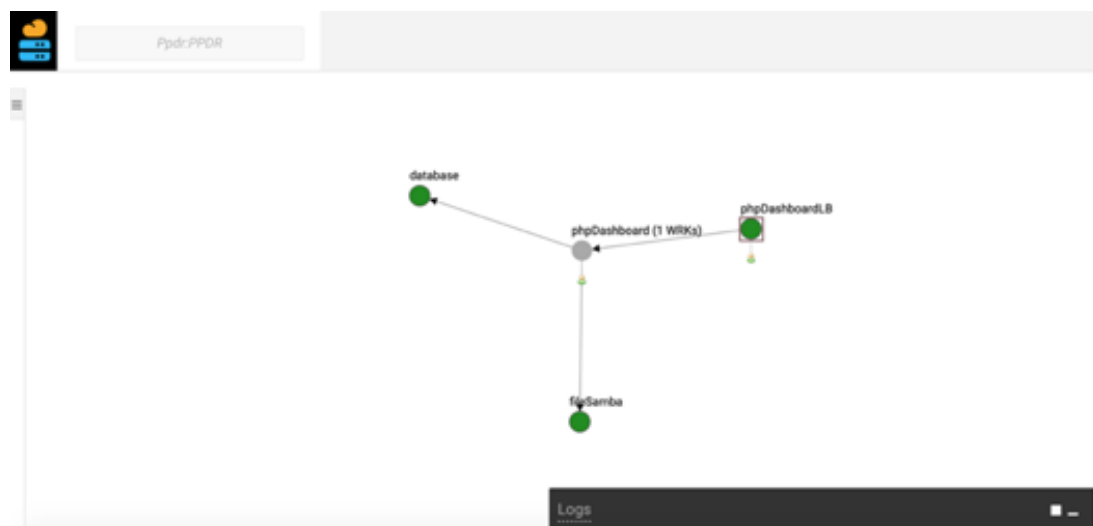 Ppdr:PPDR
database
phpDashboardLB
phpDashboard (1 WRKs)
fileSamba
Logs